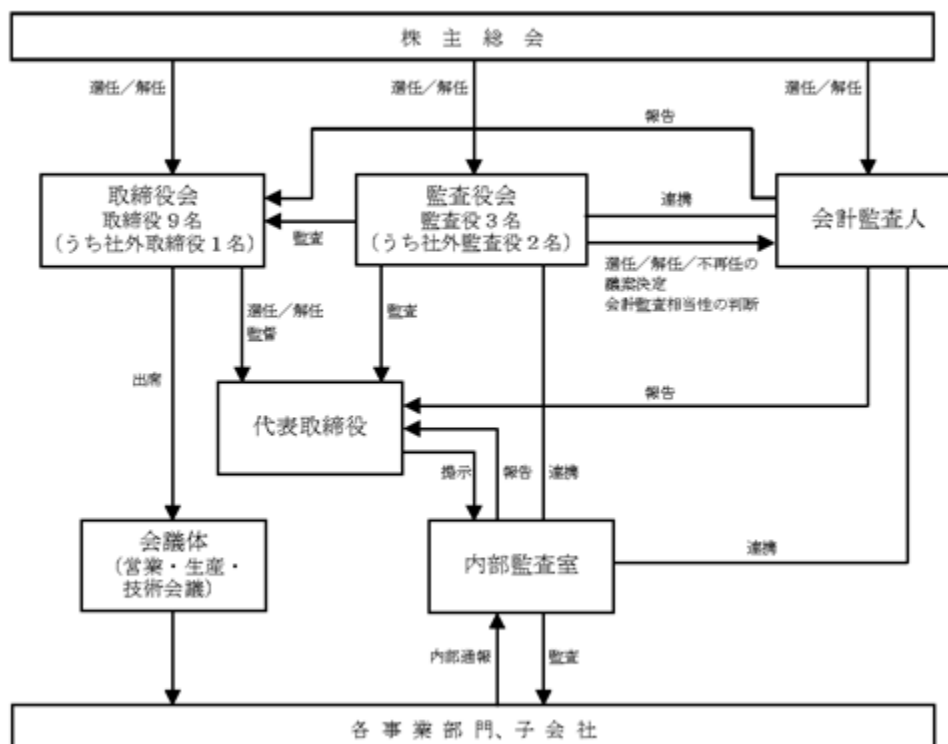 株主総会
選任／解任
選任／解任
選任／解任
報告
取締役会
取締役９名
（うち社外取締役１名）
監査
監査役会
監査役３名
（うち社外監査役２名）
連携
会計監査人
選任／解任／不再任の
議案決定
会計監査相当性の判断
選任／解任
監督
監査
出席
報告
代表取締役
提示
報告
連携
会議体
（営業・生産・
技術会議）
内部監査室
連携
内部通報
監査
各事業部門、子会社